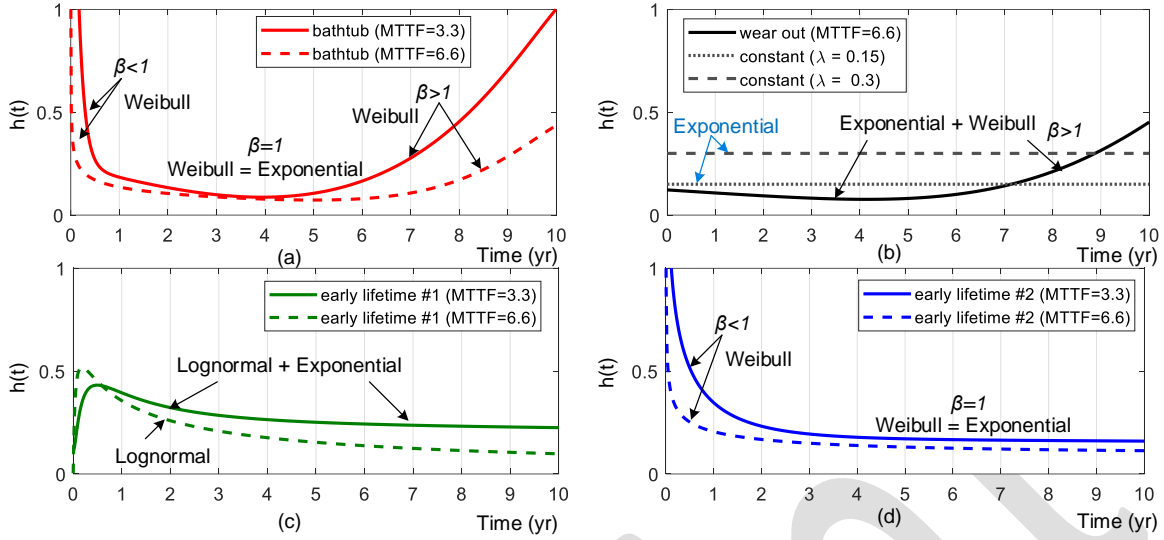 h(t)
1
0.5
0
bathtub (MTTF=3.3)
bathtub (MTTF=6.6)
β<1
Weibull
β=1
Weibull = Exponential
β>1
Weibull
0 1 2 3 4 5 6 7 8 9 10
(a)
Time (yr)
h(t)
1
0.5
0
wear out (MTTF=6.6)
constant (λ = 0.15)
constant (λ = 0.3)
Exponential
Exponential + Weibull
β>1
0 1 2 3 4 5 6 7 8 9 10
(b)
Time (yr)
h(t)
1
0.5
0
early lifetime #1 (MTTF=3.3)
early lifetime #1 (MTTF=6.6)
Lognormal + Exponential
Lognormal
0 1 2 3 4 5 6 7 8 9 10
(c)
Time (yr)
h(t)
1
0.5
0
early lifetime #2 (MTTF=3.3)
early lifetime #2 (MTTF=6.6)
β<1
Weibull
β=1
Weibull = Exponential
0 1 2 3 4 5 6 7 8 9 10
(d)
Time (yr)